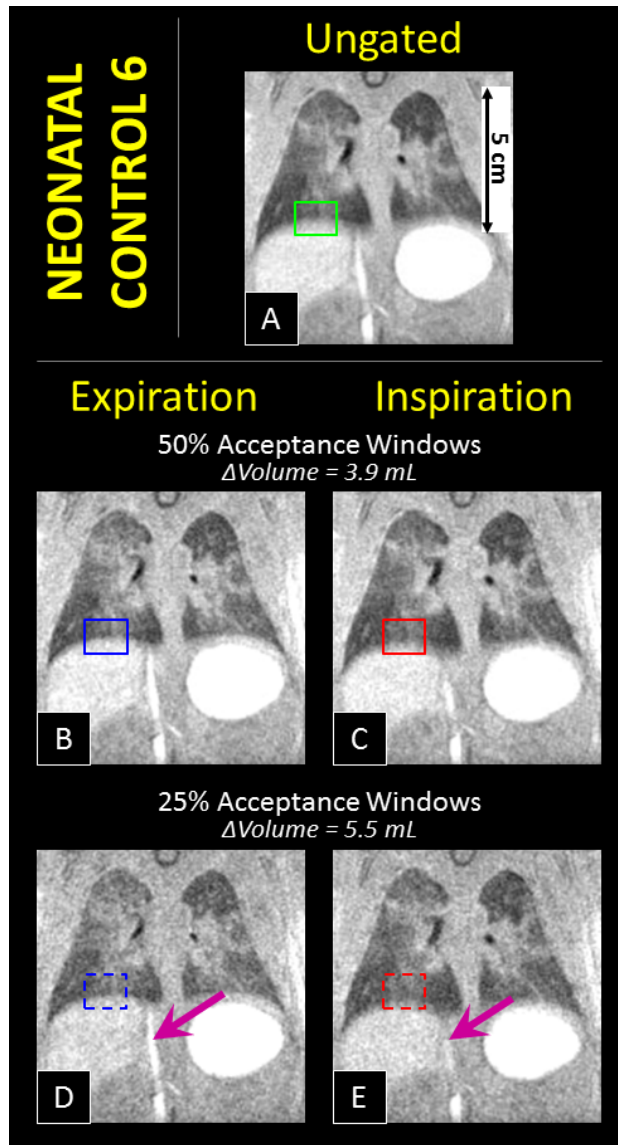 NEONATAL
CONTROL 6
Ungated
5 cm
A
Expiration
Inspiration
50% Acceptance Windows
ΔVolume = 3.9 mL
B
C
25% Acceptance Windows
ΔVolume = 5.5 mL
D
E